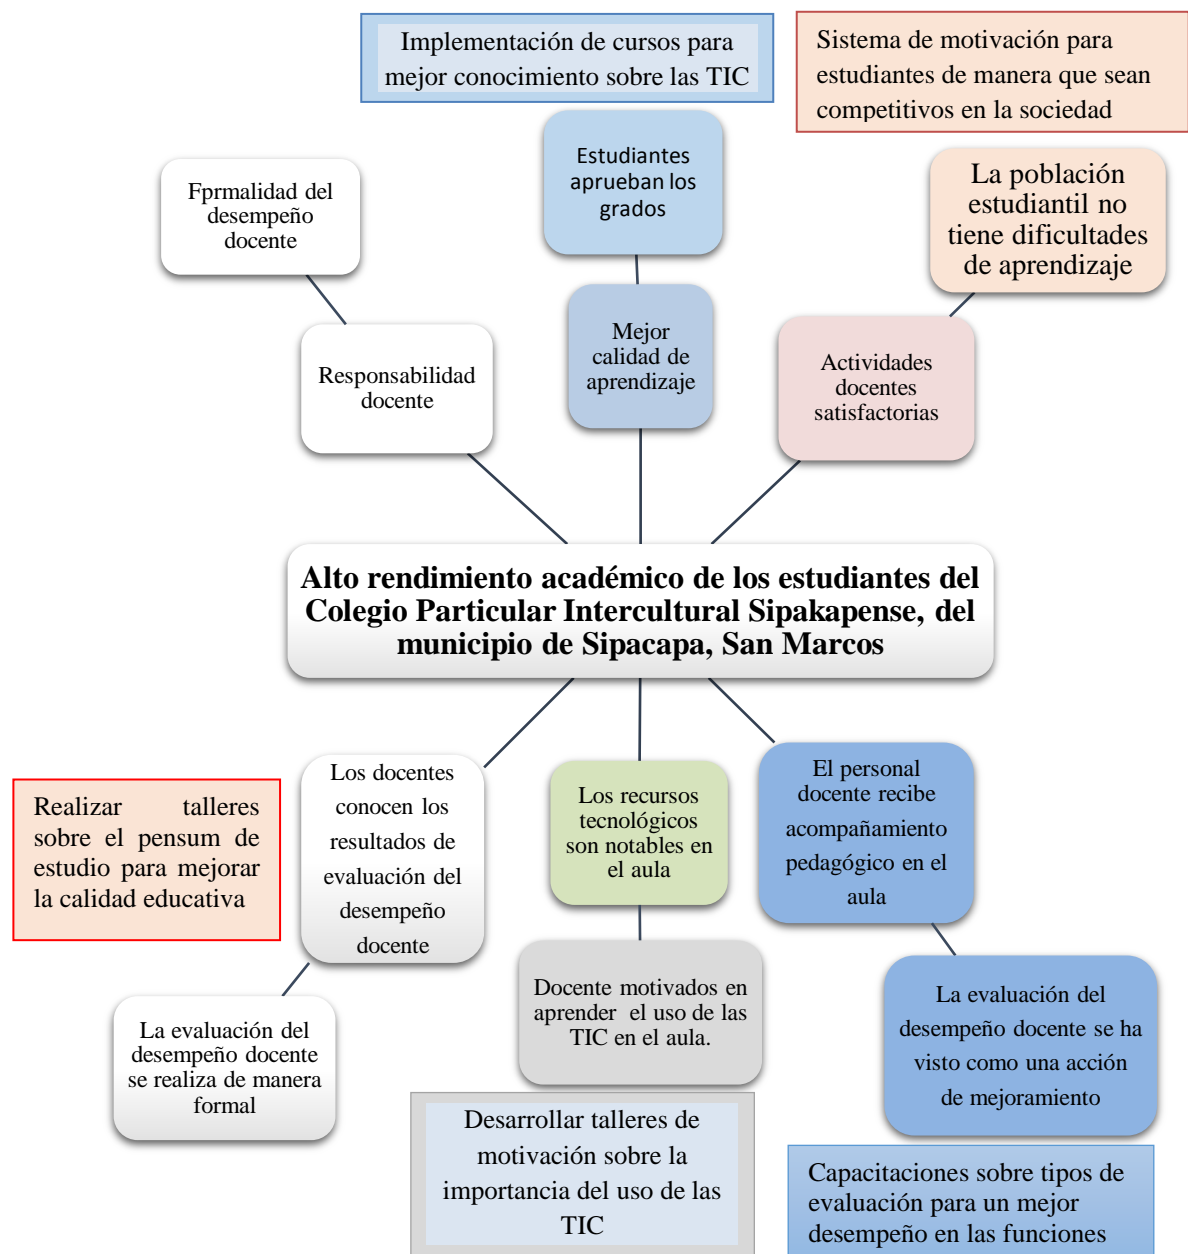 Implementación de cursos para
mejor conocimiento sobre las TIC
Sistema de motivación para
estudiantes de manera que sean
competitivos en la sociedad
Fprmalidad del
desempeño
docente
Estudiantes
aprueban los
grados
La población
estudiantil no
tiene dificultades
de aprendizaje
Responsabilidad
docente
Mejor
calidad de
aprendizaje
Actividades
docentes
satisfactorias
Alto rendimiento académico de los estudiantes del
Colegio Particular Intercultural Sipakapense, del
municipio de Sipacapa, San Marcos
Realizar talleres
sobre el pensum de
estudio para mejorar
la calidad educativa
Los docentes
conocen los
resultados de
evaluación del
desempeño
docente
Los recursos
tecnológicos
son notables en
el aula
El personal
docente recibe
acompañamiento
pedagógico en el
aula
La evaluación del
desempeño docente
se realiza de manera
formal
Docente motivados en
aprender el uso de las
TIC en el aula.
La evaluación del
desempeño docente se ha
visto como una acción
de mejoramiento
Desarrollar talleres de
motivación sobre la
importancia del uso de las
TIC
Capacitaciones sobre tipos de
evaluación para un mejor
desempeño en las funciones